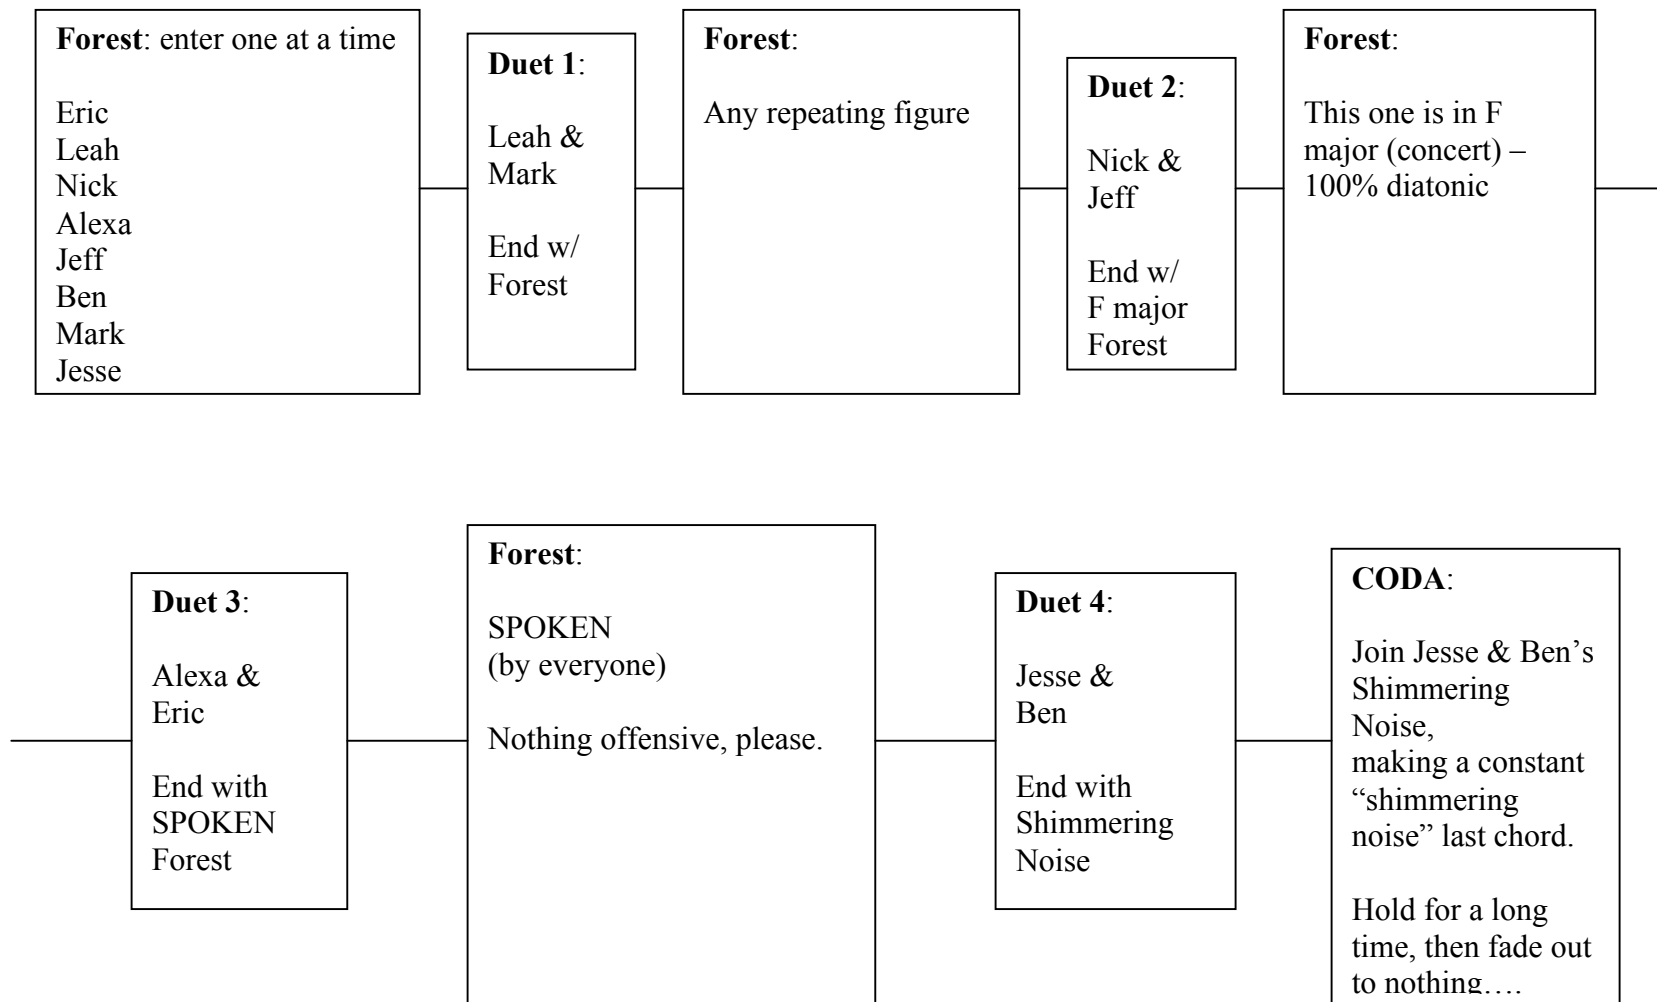 Forest: enter one at a time
Eric
Leah
Nick
Alexa
Jeff
Ben
Mark
Jesse
Duet 1:
Leah &
Mark
End w/
Forest
Forest:
Any repeating figure
Duet 2:
Nick &
Jeff
End w/
F major
Forest
Forest:
This one is in F
major (concert) –
100% diatonic
Duet 3:
Alexa &
Eric
End with
SPOKEN
Forest
Forest:
SPOKEN
(by everyone)
Nothing offensive, please.
Duet 4:
Jesse &
Ben
End with
Shimmering
Noise
CODA:
Join Jesse & Ben’s
Shimmering
Noise,
making a constant
“shimmering
noise” last chord.
Hold for a long
time, then fade out
to nothing….